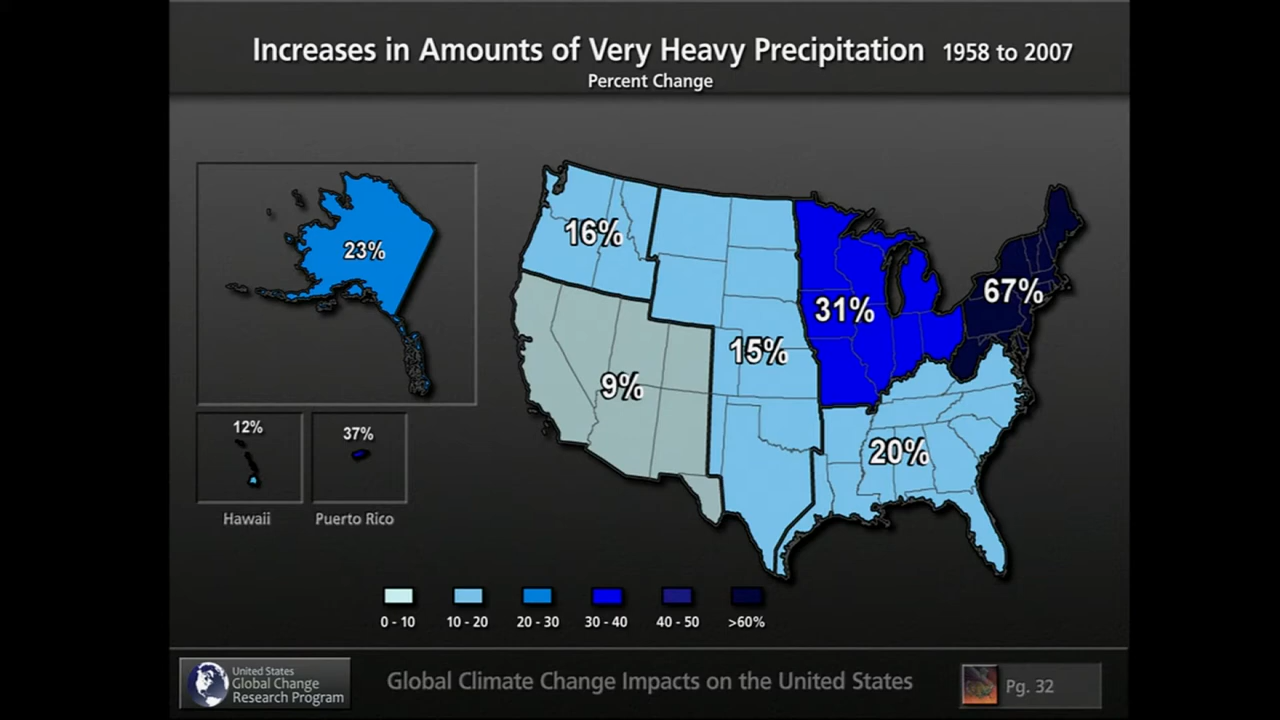 Increases in Amounts of Very Heavy Precipitation 1958 to 2007
Percent Change
23%
12%
37%
Hawaii
Puerto Rico
16%
9%
15%
31%
67%
20%
0 - 10
10 - 20
20 - 30
30 - 40
40 - 50
>60%
United States
Global Change
Research Program
Global Climate Change Impacts on the United States
Pg. 32